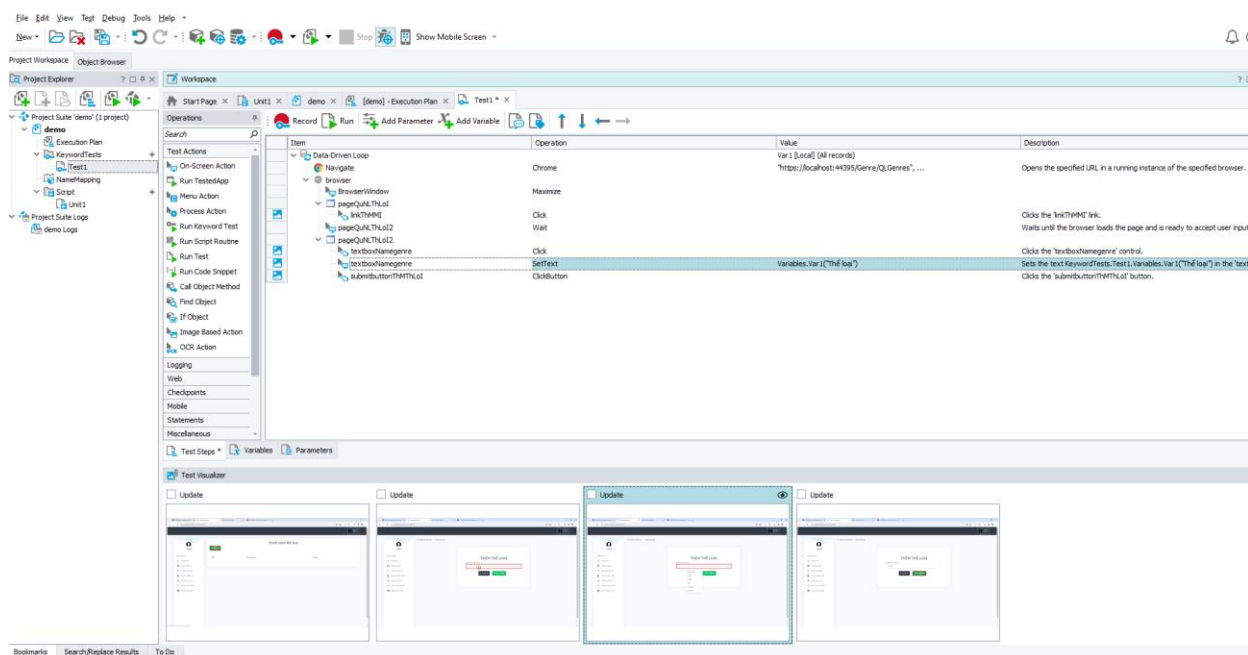 File Edit View Test Debug Tools Help
New Stop Show Mobile Screen
Project Workspace Object Browser
Project Explorer
Project Suite 'demo' (1 project)
demo
Execution Plan
KeywordTests
Test1
NameMapping
Script
Unit1
Project Suite Logs
demo Logs
Workspace
Start Page Unit1 demo [demo] - Execution Plan Test1 *
Operations
Search
Test Actions
On-Screen Action
Run TestedApp
Menu Action
Process Action
Run Keyword Test
Run Script Routine
Run Test
Run Code Snippet
Call Object Method
Find Object
If Object
Image Based Action
OCR Action
Logging
Web
Checkpoints
Mobile
Statements
Miscellaneous
Record Run Add Parameter Add Variable
Item Operation Value Description
Data-Driven Loop Var1 [Local] (All records)
Navigate Chrome "https://localhost:44395/Genre/QLGenres", ... Opens the specified URL in a running instance of the specified browser.
browser
BrowserWindow Maximize
pageQuNLThLoI
linkThMMI Click Clicks the 'linkThMMI' link.
pageQuNLThLoI2 Wait Waits until the browser loads the page and is ready to accept user input
pageQuNLThLoI2
textboxNamegenre Click Clicks the 'textboxNamegenre' control.
textboxNamegenre SetText Variables.Var1("Thể loại") Sets the text KeywordTests.Test1.Variables.Var1("Thể loại") in the 'text
submitbuttonThMThLoI ClickButton Clicks the 'submitbuttonThMThLoI' button.
Test Steps * Variables Parameters
Test Visualizer
Update Update Update Update
THÊM THỂ LOẠI THÊM THỂ LOẠI THÊM THỂ LOẠI
Bookmarks Search/Replace Results To Do